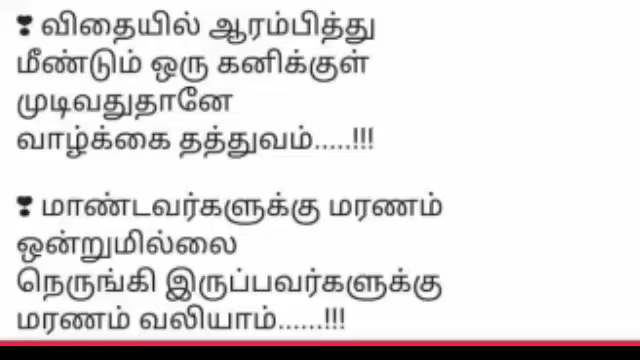 ❣ விதையில் ஆரம்பித்து
மீண்டும் ஒரு கனிக்குள்
முடிவதுதானே
வாழ்க்கை தத்துவம்.....!!!
❣ மாண்டவர்களுக்கு மரணம்
ஒன்றுமில்லை
நெருங்கி இருப்பவர்களுக்கு
மரணம் வலியாம்......!!!